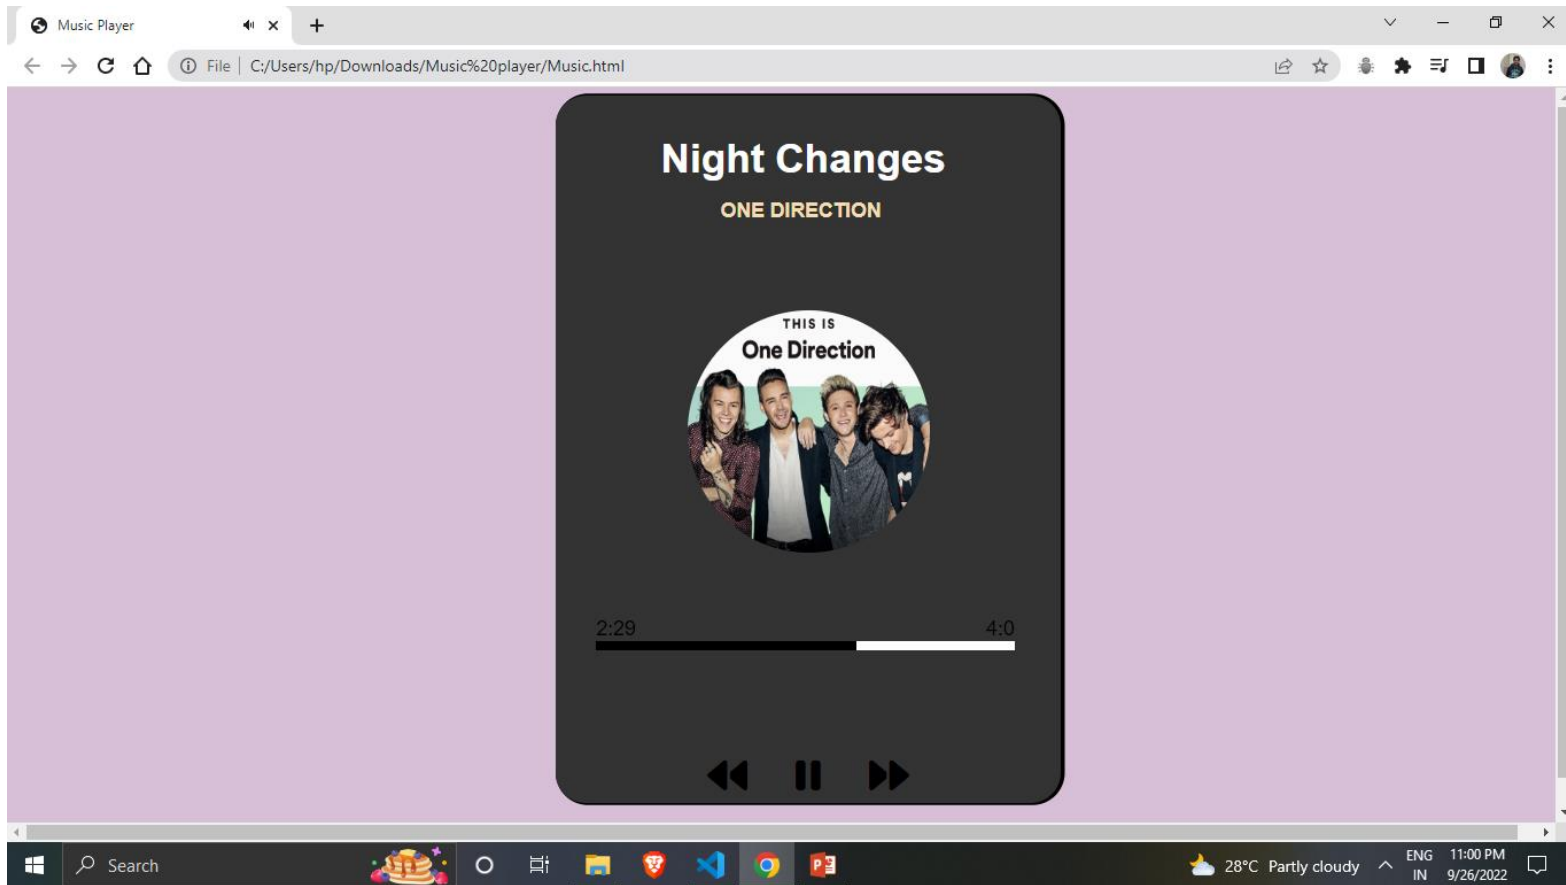 Music Player
File | C:/Users/hp/Downloads/Music%20player/Music.html
Night Changes
ONE DIRECTION
THIS IS
One Direction
2:29 4:0
Search
28°C Partly cloudy
ENG
IN
11:00 PM
9/26/2022